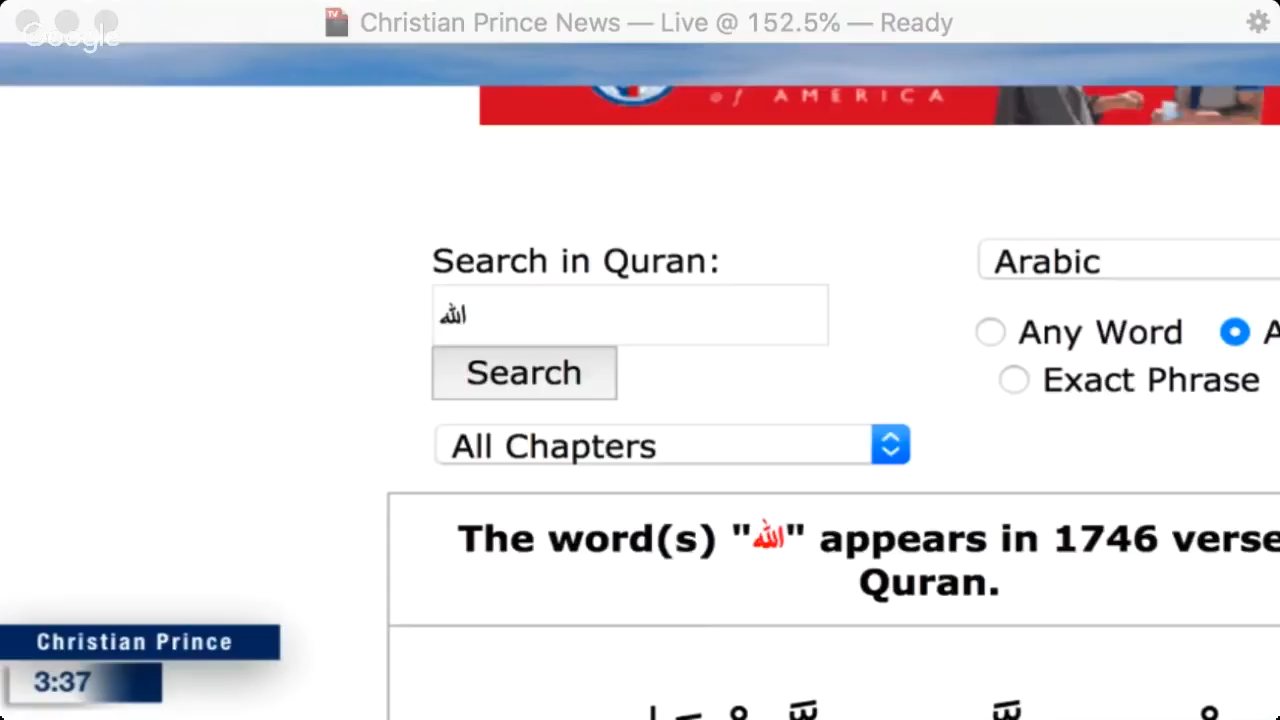 Christian Prince News — Live @ 152.5% — Ready
Google
of AMERICA
Search in Quran:
Arabic
الله
Any Word
Search
Exact Phrase
All Chapters
The word(s) "الله" appears in 1746 verse
Quran.
Christian Prince
3:37